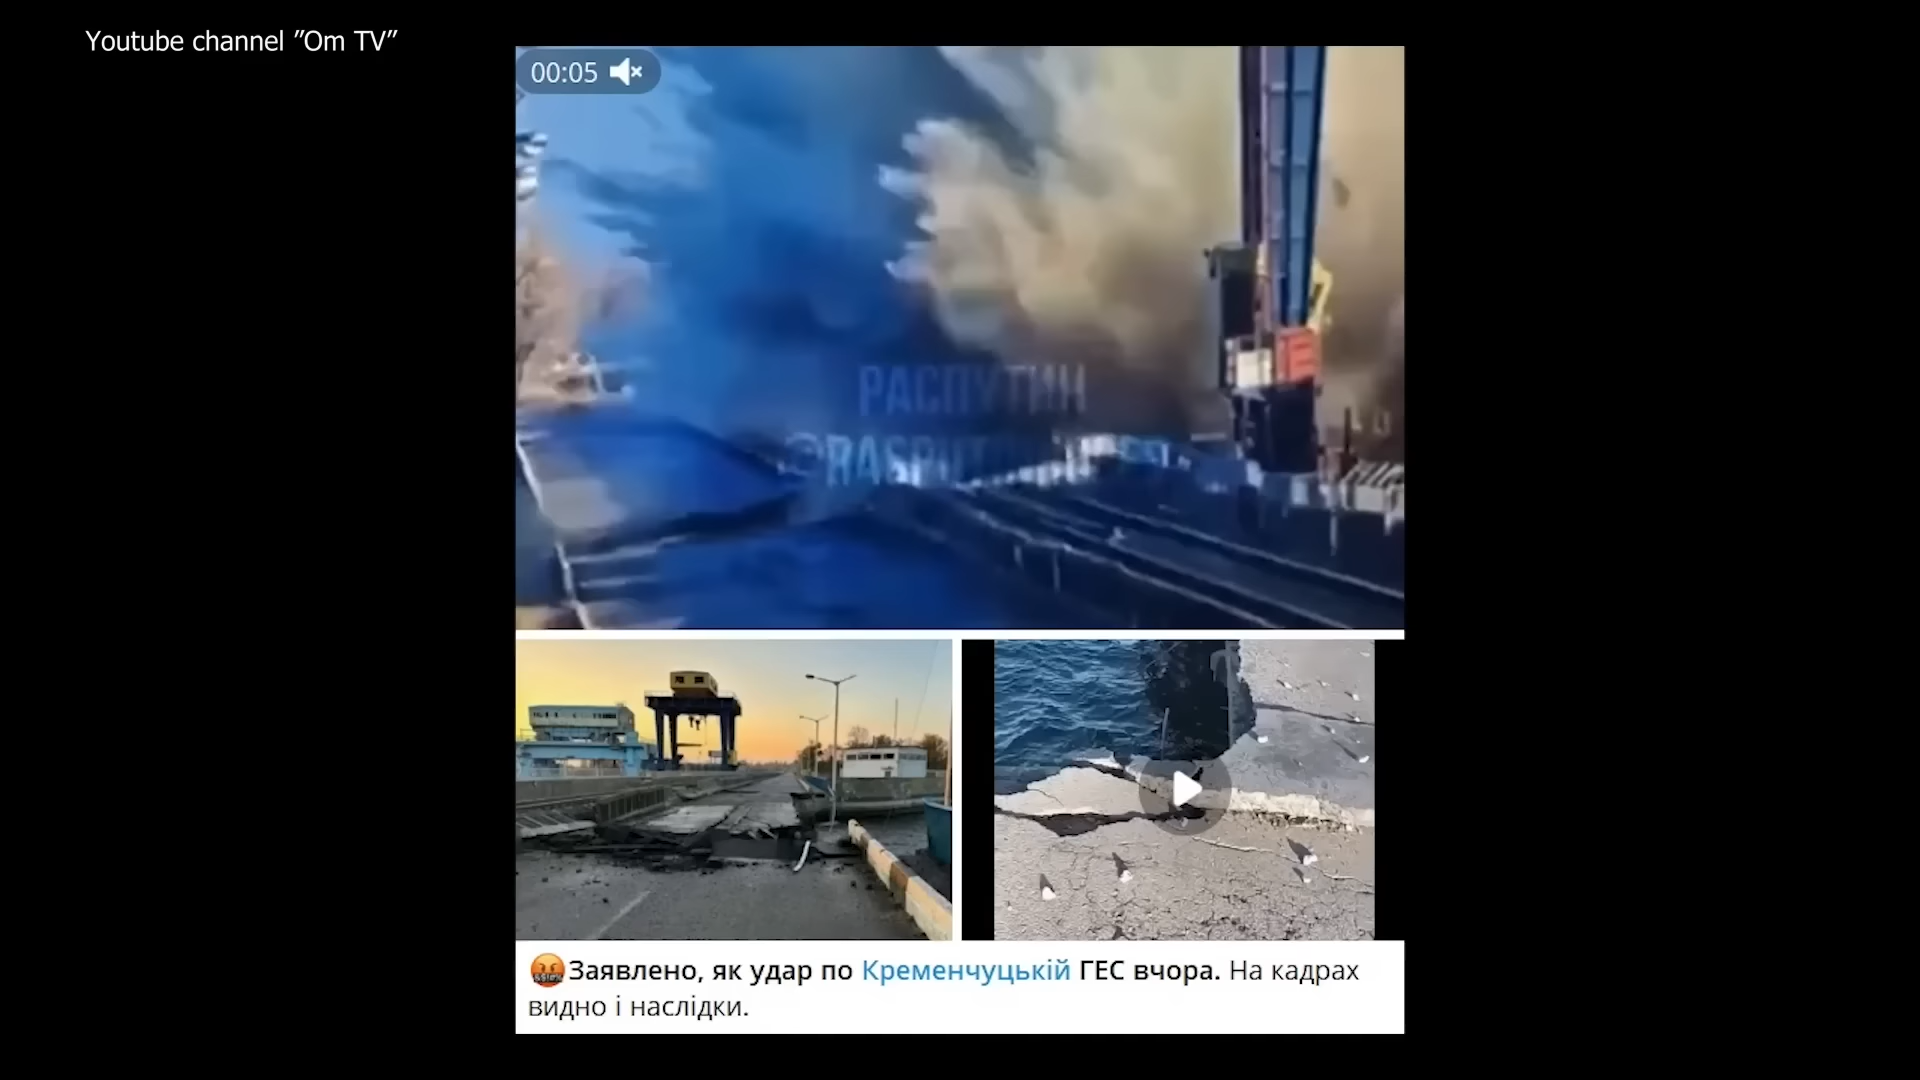 Youtube channel ”Om TV”
00:05
РАСПУТИН
Заявлено, як удар по Кременчуцькій ГЕС вчора. На кадрах
видно і наслідки.